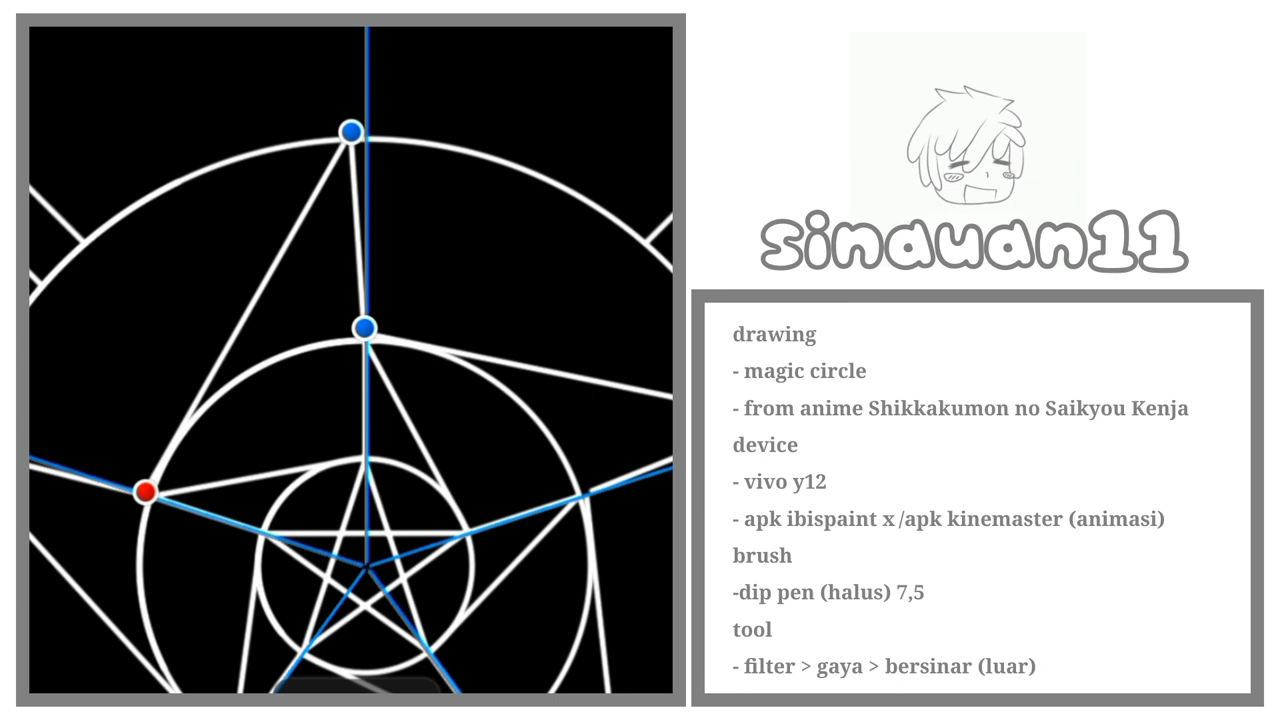 sinauan11
drawing
- magic circle
- from anime Shikkakumon no Saikyou Kenja
device
- vivo y12
- apk ibispaint x /apk kinemaster (animasi)
brush
-dip pen (halus) 7,5
tool
- filter > gaya > bersinar (luar)